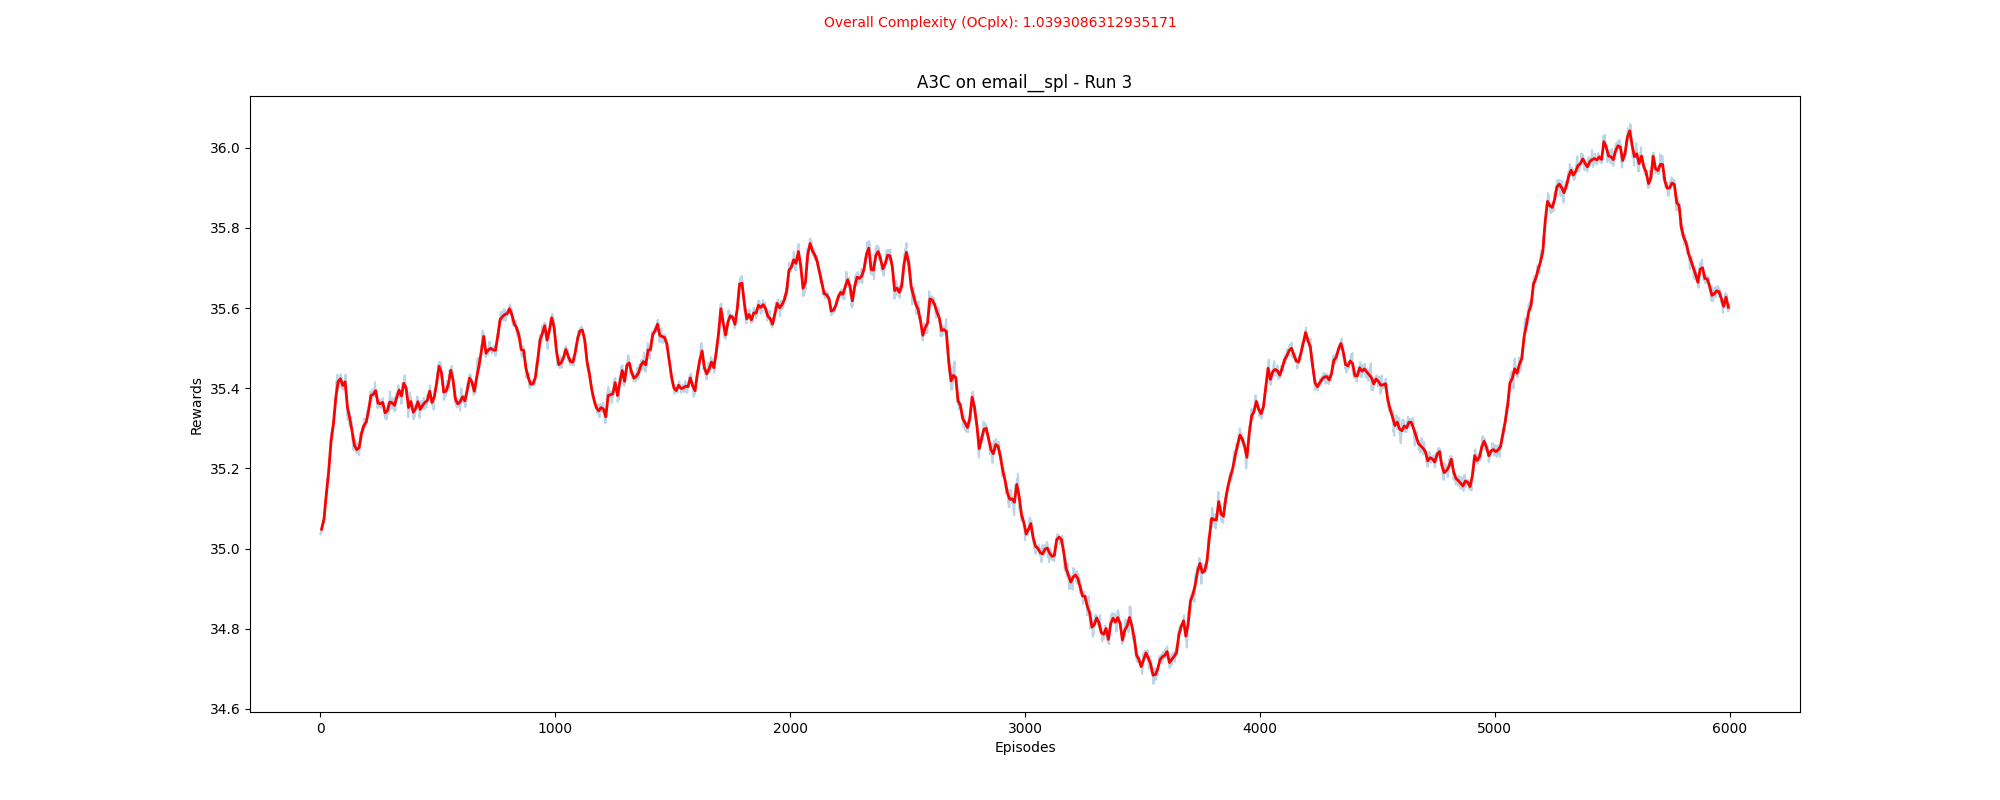 Overall Complexity (OCplx): 1.0393086312935171
A3C on email__spl - Run 3
Rewards
36.0
35.8
35.6
35.4
35.2
35.0
34.8
34.6
0 1000 2000 3000 4000 5000 6000
Episodes